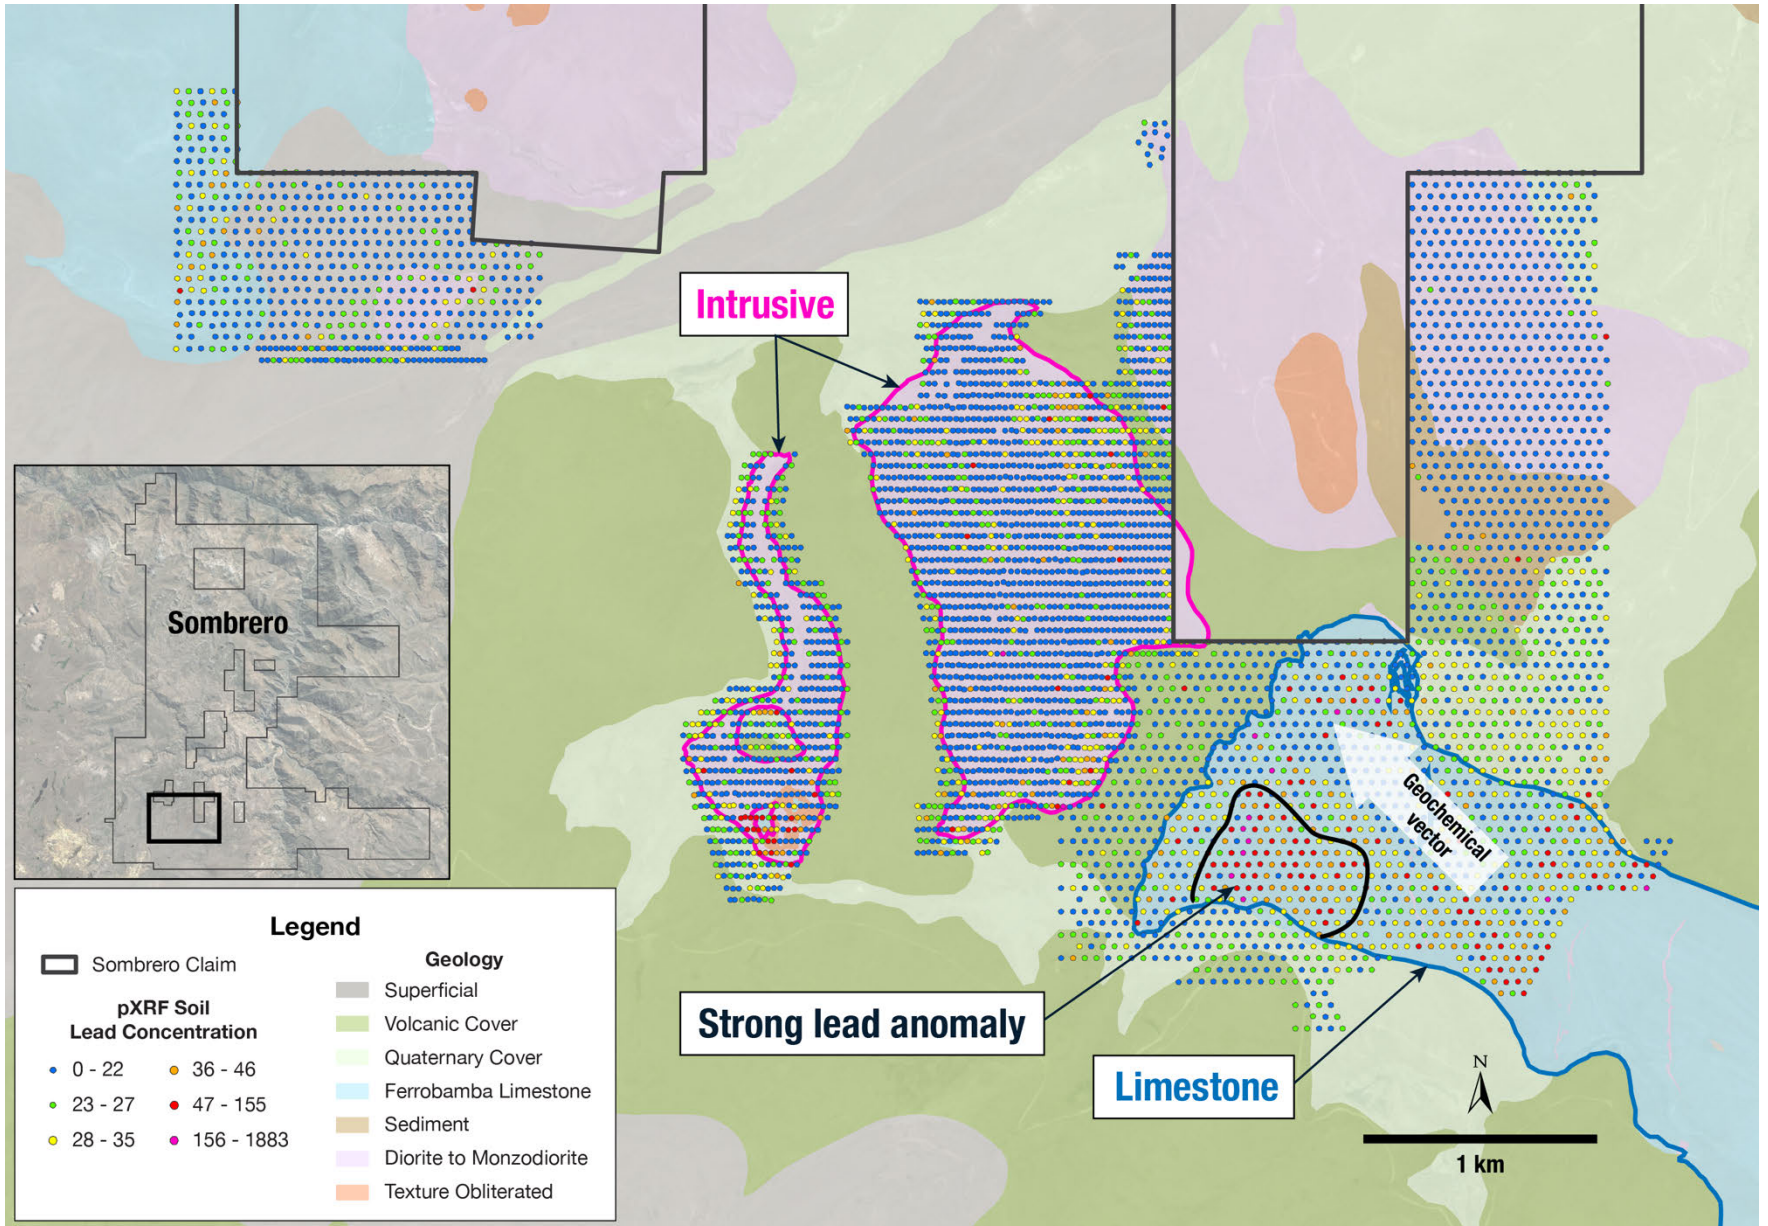 Intrusive
Sombrero
Geochemical
vector
Strong lead anomaly
Limestone
N
1 km
Legend
Sombrero Claim
pXRF Soil
Lead Concentration
0 - 22
23 - 27
28 - 35
36 - 46
47 - 155
156 - 1883
Geology
Superficial
Volcanic Cover
Quaternary Cover
Ferrobamba Limestone
Sediment
Diorite to Monzodiorite
Texture Obliterated